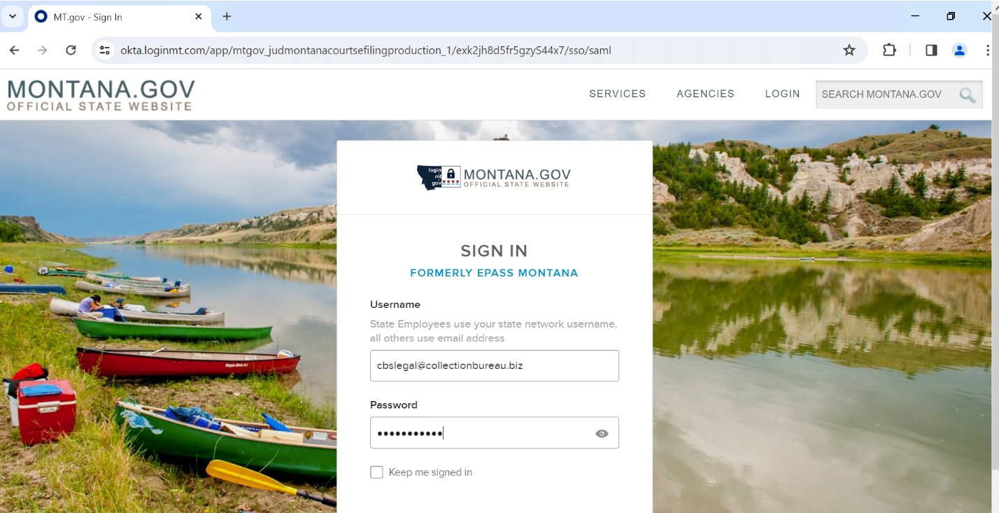 MT.gov - Sign In
okta.loginmt.com/app/mtgov_judmontanacourtsefilingproduction_1/exk2jh8d5fr5gzyS44x7/sso/saml
MONTANA.GOV
OFFICIAL STATE WEBSITE
SERVICES
AGENCIES
LOGIN
SEARCH MONTANA.GOV
login
mt
gov
MONTANA.GOV
OFFICIAL STATE WEBSITE
SIGN IN
FORMERLY EPASS MONTANA
Username
State Employees use your state network username,
all others use email address
cbslegal@collectionbureau.biz
Password
•••••••••••
Keep me signed in